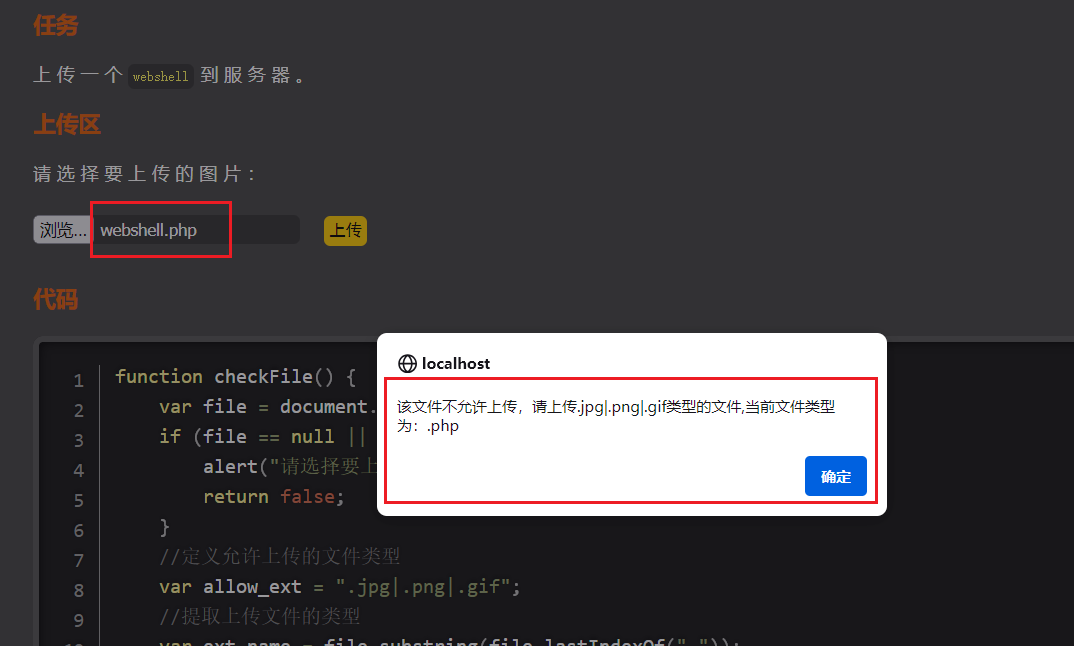 任务
上传一个 webshell 到服务器。
上传区
请选择要上传的图片：
浏览... webshell.php 上传
代码
localhost
该文件不允许上传，请上传.jpg|.png|.gif类型的文件,当前文件类型
为：.php
确定
1 function checkFile() {
2 var file = document.
3 if (file == null ||
4 alert("请选择要上
5 return false;
6 }
7 //定义允许上传的文件类型
8 var allow_ext = ".jpg|.png|.gif";
9 //提取上传文件的类型
10 var ext_name = file.substring(file.lastIndexOf("."));